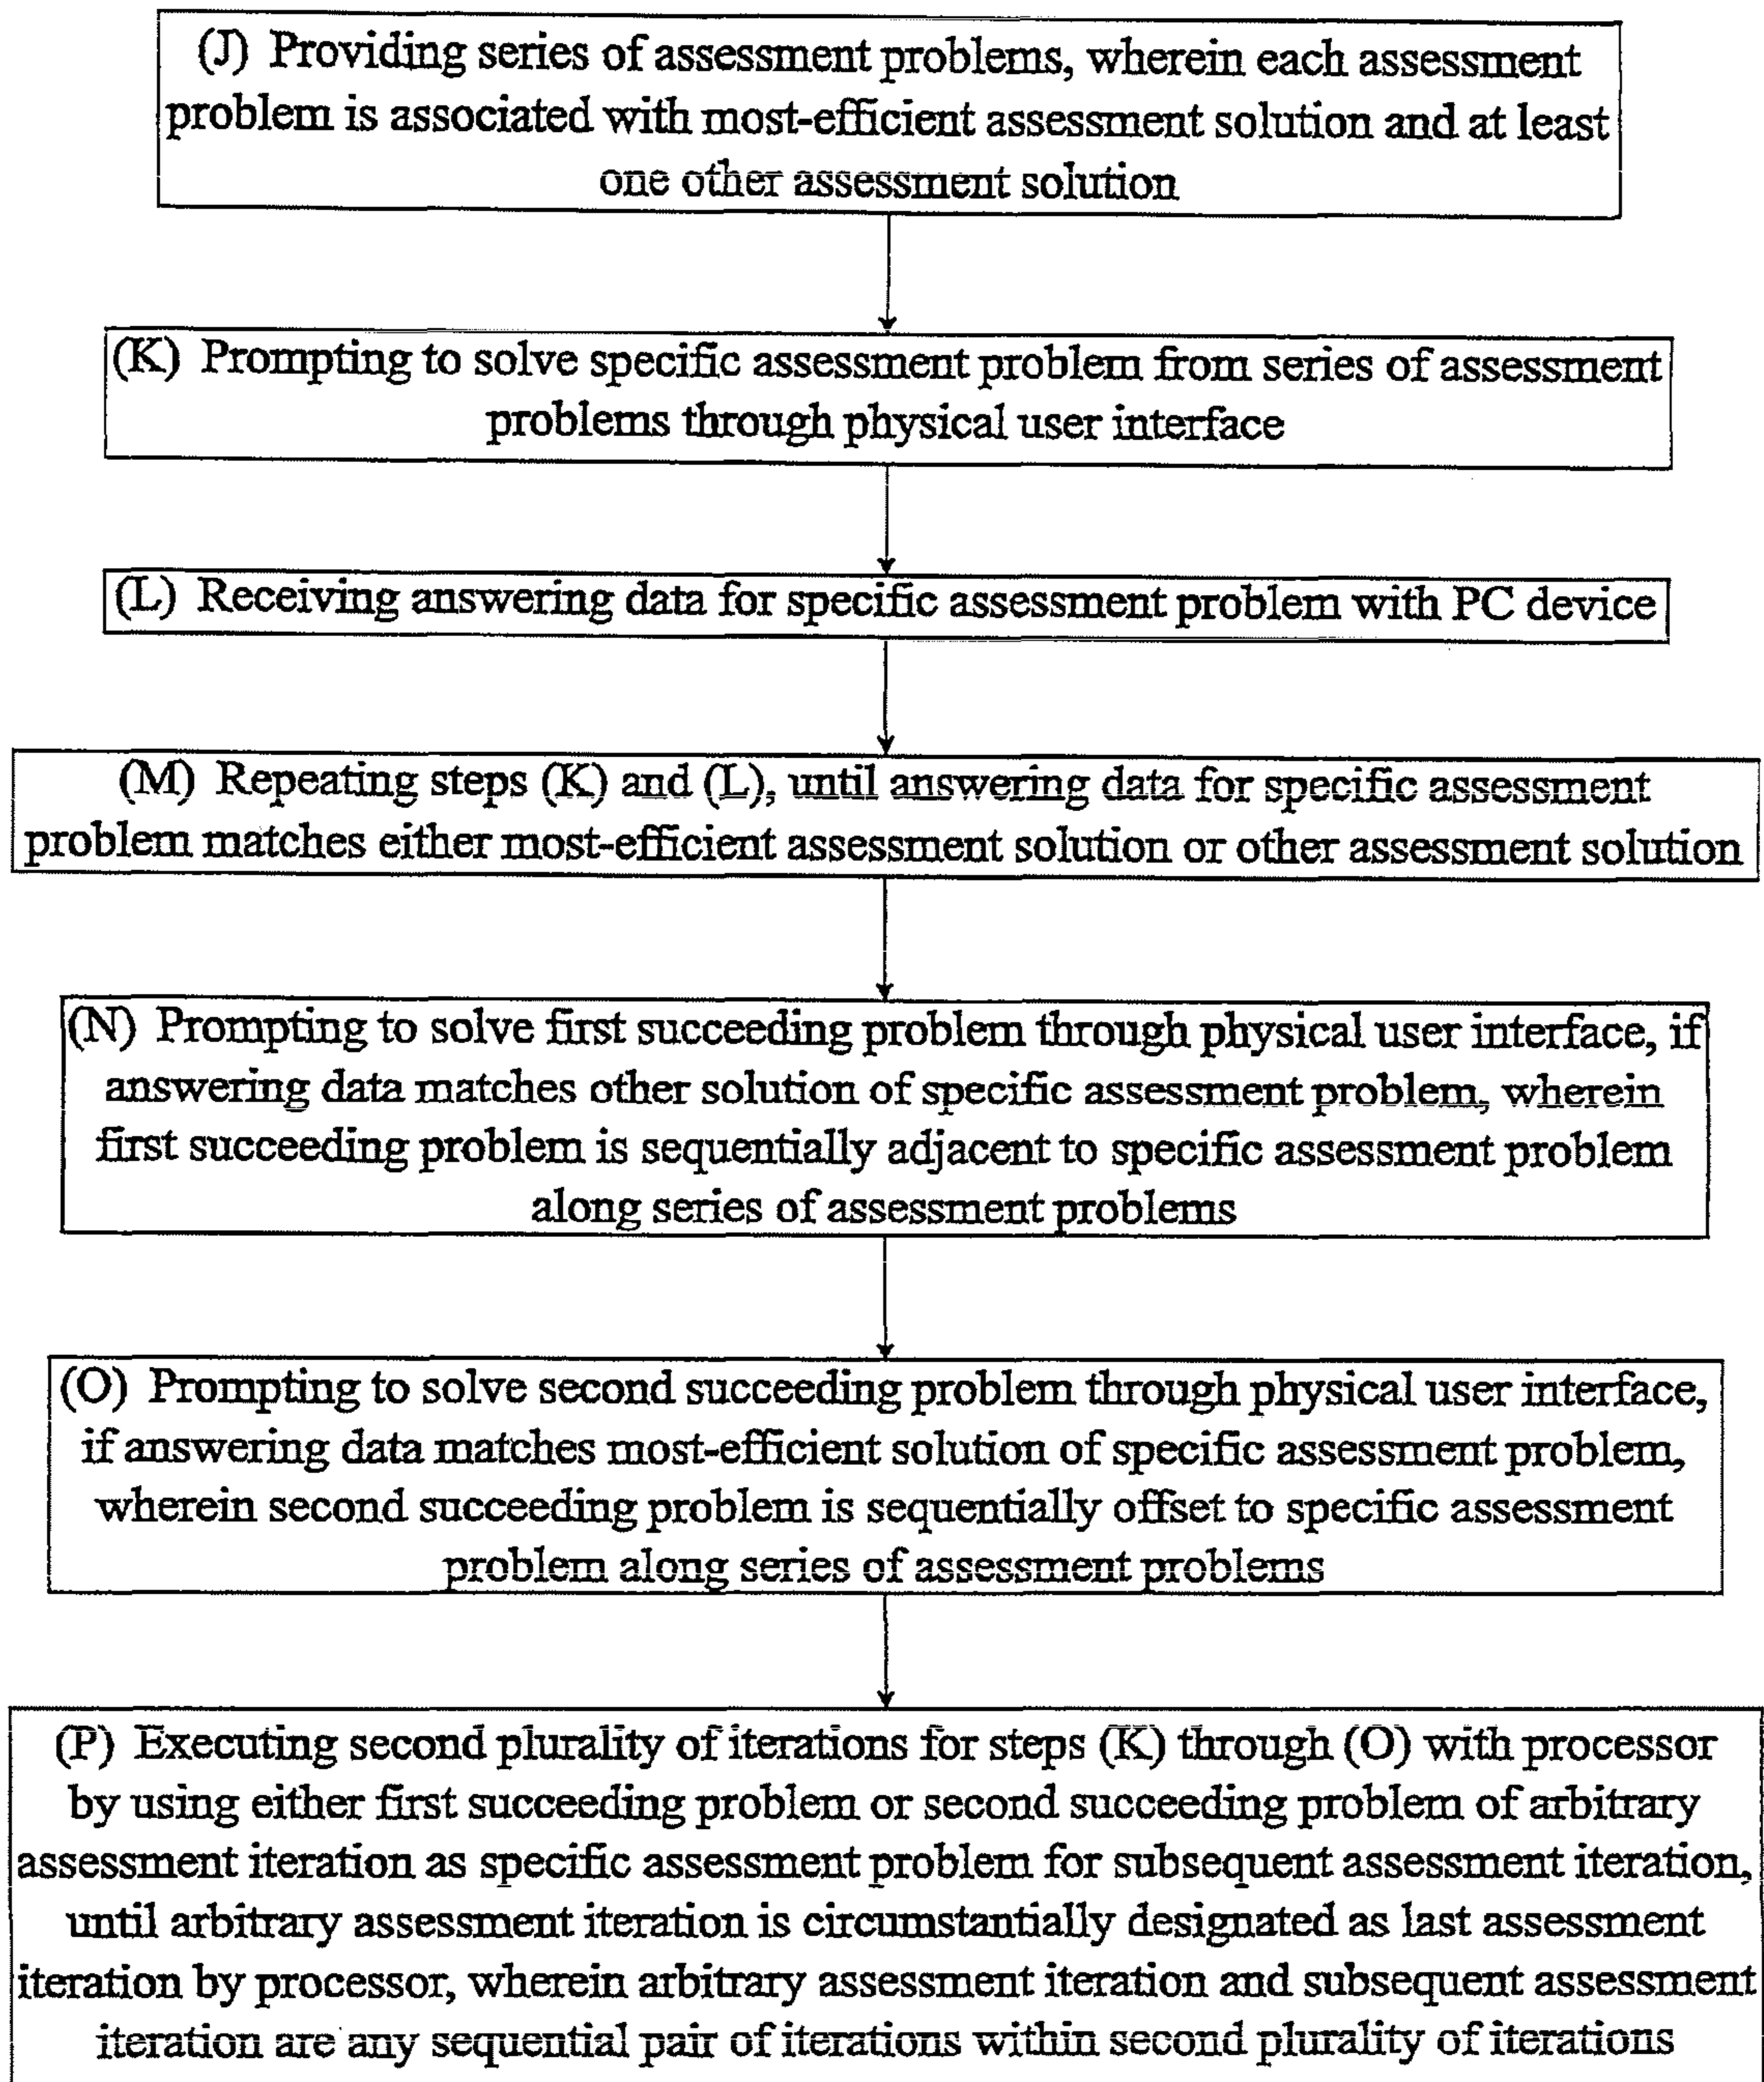 (J) Providing series of assessment problems, wherein each assessment
problem is associated with most-efficient assessment solution and at least
one other assessment solution
(K) Prompting to solve specific assessment problem from series of assessment
problems through physical user interface
(L) Receiving answering data for specific assessment problem with PC device
(M) Repeating steps (K) and (L), until answering data for specific assessment
problem matches either most-efficient assessment solution or other assessment solution
(N) Prompting to solve first succeeding problem through physical user interface, if
answering data matches other solution of specific assessment problem, wherein
first succeeding problem is sequentially adjacent to specific assessment problem
along series of assessment problems
(O) Prompting to solve second succeeding problem through physical user interface,
if answering data matches most-efficient solution of specific assessment problem,
wherein second succeeding problem is sequentially offset to specific assessment
problem along series of assessment problems
(P) Executing second plurality of iterations for steps (K) through (O) with processor
by using either first succeeding problem or second succeeding problem of arbitrary
assessment iteration as specific assessment problem for subsequent assessment iteration,
until arbitrary assessment iteration is circumstantially designated as last assessment
iteration by processor, wherein arbitrary assessment iteration and subsequent assessment
iteration are any sequential pair of iterations within second plurality of iterations